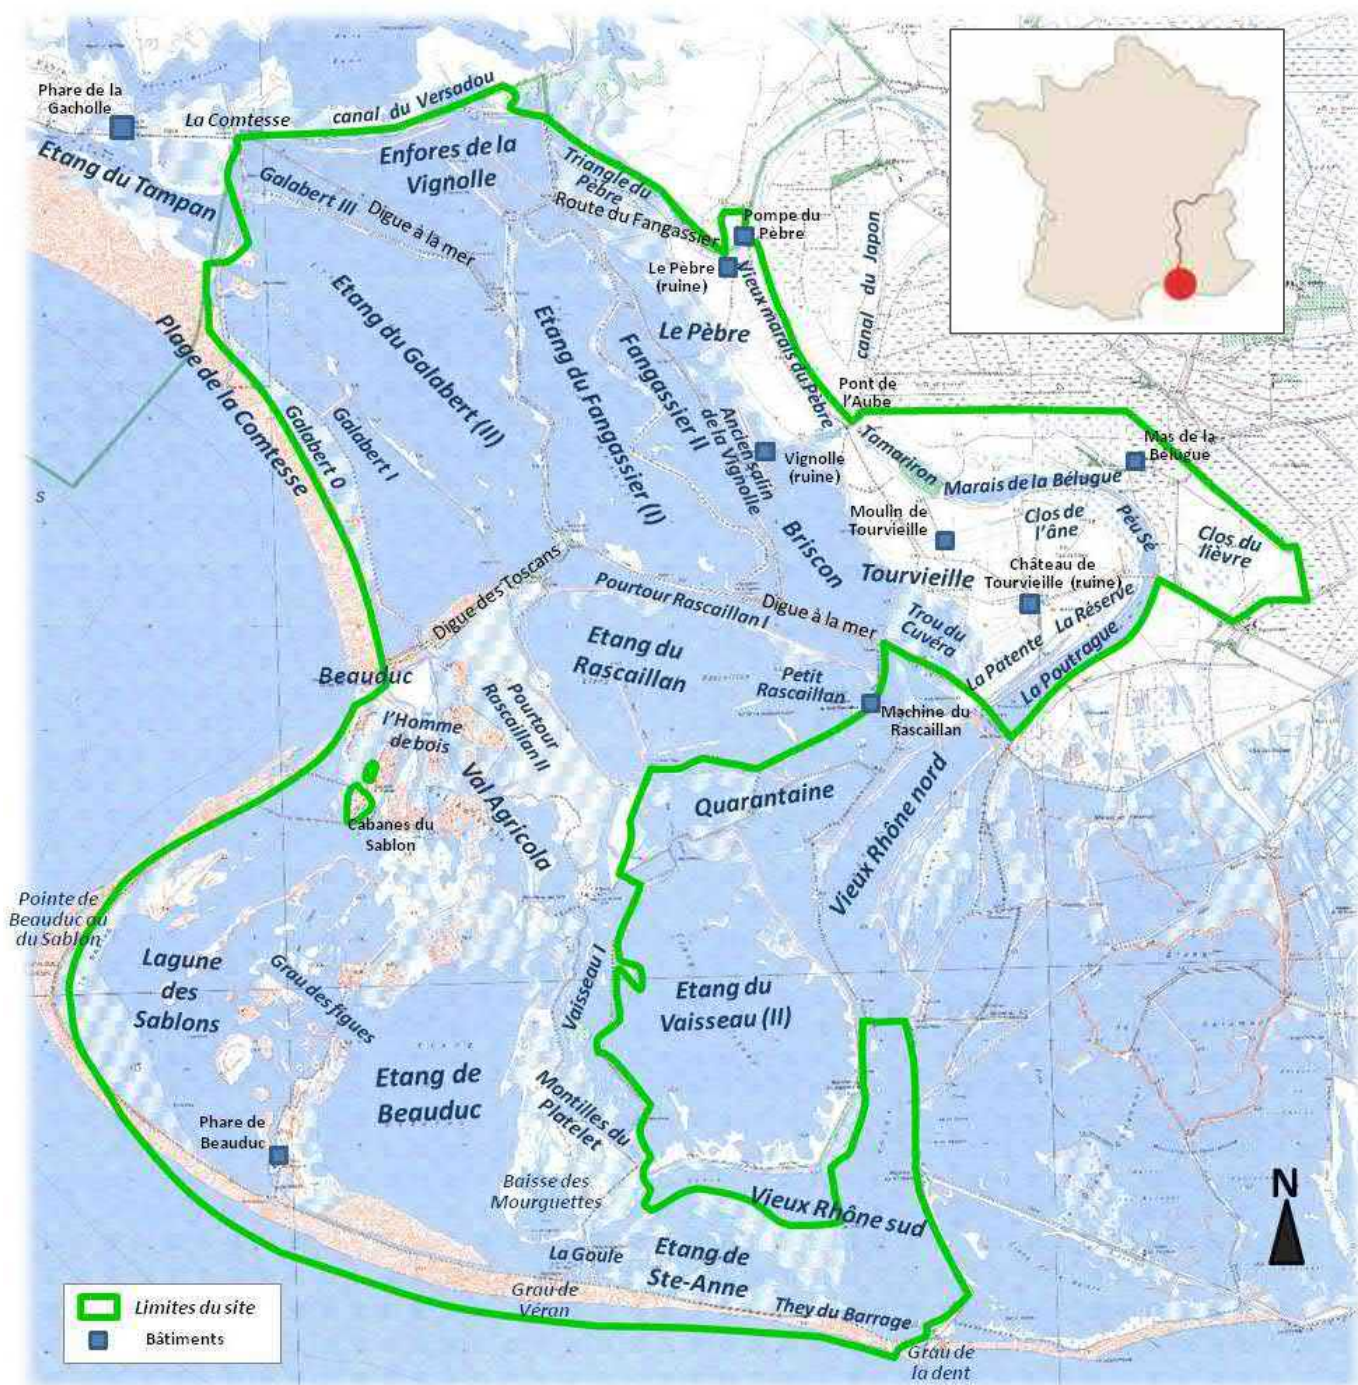 Phare de la
Gacholle
La Comtesse
canal du Versadou
Etang du Tampan
Enfores de la
Vignolle
Galabert III
Digue à la mer
Triangle du
Pèbre
Route du Fangassier
Pompe du
Pèbre
Le Pèbre
(ruine)
canal du Japon
Plage de la Comtesse
Etang du Galabert (II)
Etang du Fangassier (I)
Fangassier II
Le Pèbre
Vieux marais du Pèbre
Pont de
l'Aube
Galabert 0
Galabert I
Ancien salin
de la Vignolle
Vignolle
(ruine)
Tamariron
Mas de la
Bélugue
Marais de la Bélugue
Moulin de
Tourvieille
Clos de
l'âne
Péu Sé
Clos du
lièvre
Briscon
Tourvieille
Château de
Tourvieille (ruine)
Digue des Toscans
Pourtour Rascaillan I
Digue à la mer
Trou du
Cuvéra
La Patente
La Réserve
La Poutrague
Etang du
Rascaillan
Petit
Rascaillan
Beauduc
Machine du
Rascaillan
l'Homme
de bois
Pourtour
Rascaillan II
Val Agricola
Quarantaine
Vieux Rhône nord
Cabanes du
Sablon
Pointe de
Beauduc ou
du Sablon
Lagune
des
Sablons
Grau des figues
Vaisseau I
Etang du
Vaisseau (II)
Etang de
Beauduc
Montilles du
Platelet
Phare de
Beauduc
Baisse des
Mourguettes
Vieux Rhône sud
La Goule
Etang de
Ste-Anne
Grau de
Véran
They du Barrage
Grau de
la dent
N
S
Limites du site
Bâtiments